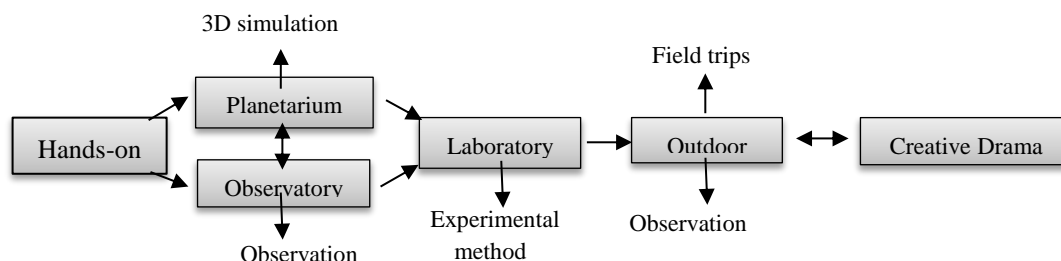 3D simulation
Field trips
Planetarium
Hands-on
Laboratory
Outdoor
Creative Drama
Observatory
Experimental
method
Observation
Observation